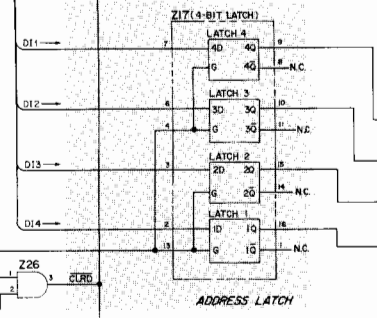 Z17(4-BIT LATCH)
LATCH 4
DI1 7 4D 4Q 9
G 4Q̅ 8 N.C.
LATCH 3
DI2 6 3D 3Q 10
4 G 3Q̅ 11 N.C.
LATCH 2
DI3 3 2D 2Q 15
G 2Q̅ 14 N.C.
LATCH 1
DI4 2 1D 1Q 16
13 G 1Q̅ 1 N.C.
Z26
1 3 CLRD
2
ADDRESS LATCH